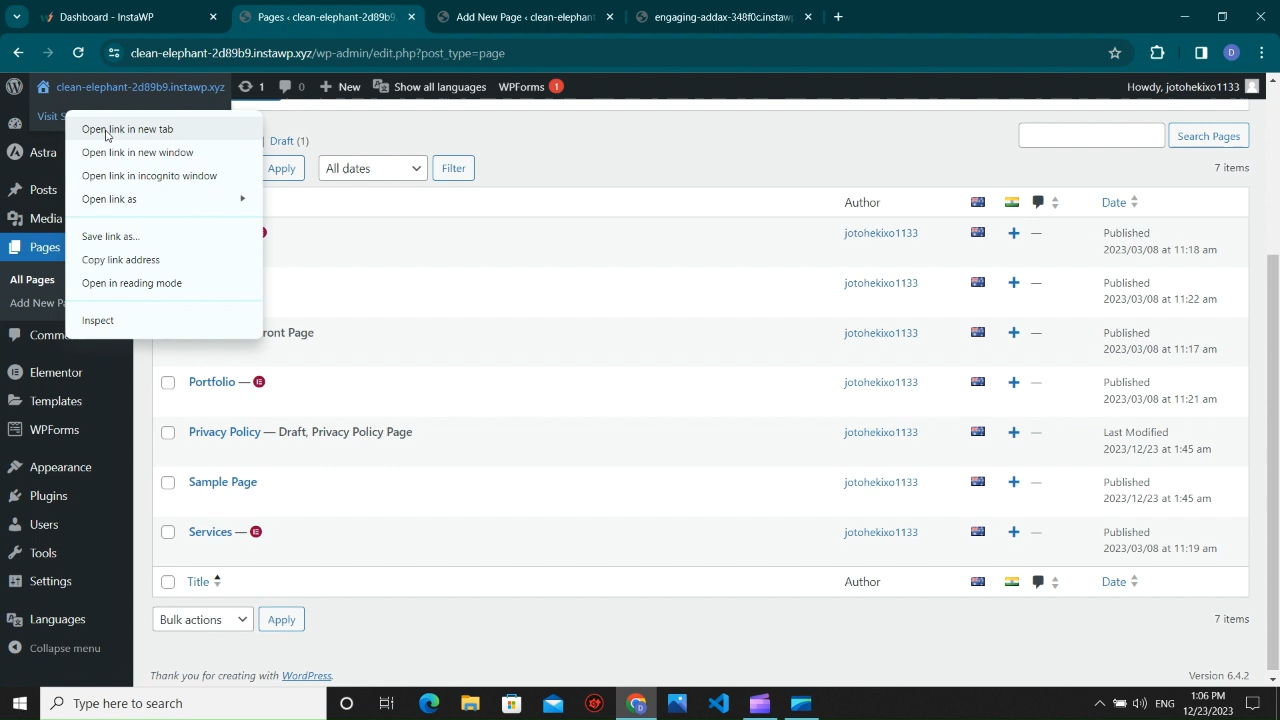 Dashboard - InstaWP
Pages ‹ clean-elephant-2d89b9.
Add New Page ‹ clean-elephant
engaging-addax-348f0c.instaw
clean-elephant-2d89b9.instawp.xyz/wp-admin/edit.php?post_type=page
D
clean-elephant-2d89b9.instawp.xyz
1
0
New
Show all languages
WPForms
1
Howdy, jotohekixo1133
Visit S
Open link in new tab
Open link in new window
Open link in incognito window
Open link as
Save link as...
Copy link address
Open in reading mode
Inspect
Astra
Posts
Media
Pages
All Pages
Add New Pa
Comm
Elementor
Templates
WPForms
Appearance
Plugins
Users
Tools
Settings
Languages
Collapse menu
| Draft (1)
Search Pages
Apply
All dates
Filter
7 items
Author
Date
jotohekixo1133
—
Published
2023/03/08 at 11:18 am
jotohekixo1133
—
Published
2023/03/08 at 11:22 am
ront Page
jotohekixo1133
—
Published
2023/03/08 at 11:17 am
Portfolio —
jotohekixo1133
—
Published
2023/03/08 at 11:21 am
Privacy Policy — Draft, Privacy Policy Page
jotohekixo1133
—
Last Modified
2023/12/23 at 1:45 am
Sample Page
jotohekixo1133
—
Published
2023/12/23 at 1:45 am
Services —
jotohekixo1133
—
Published
2023/03/08 at 11:19 am
Title
Author
Date
Bulk actions
Apply
7 items
Thank you for creating with WordPress.
Version 6.4.2
Type here to search
D
ENG
1:06 PM
12/23/2023